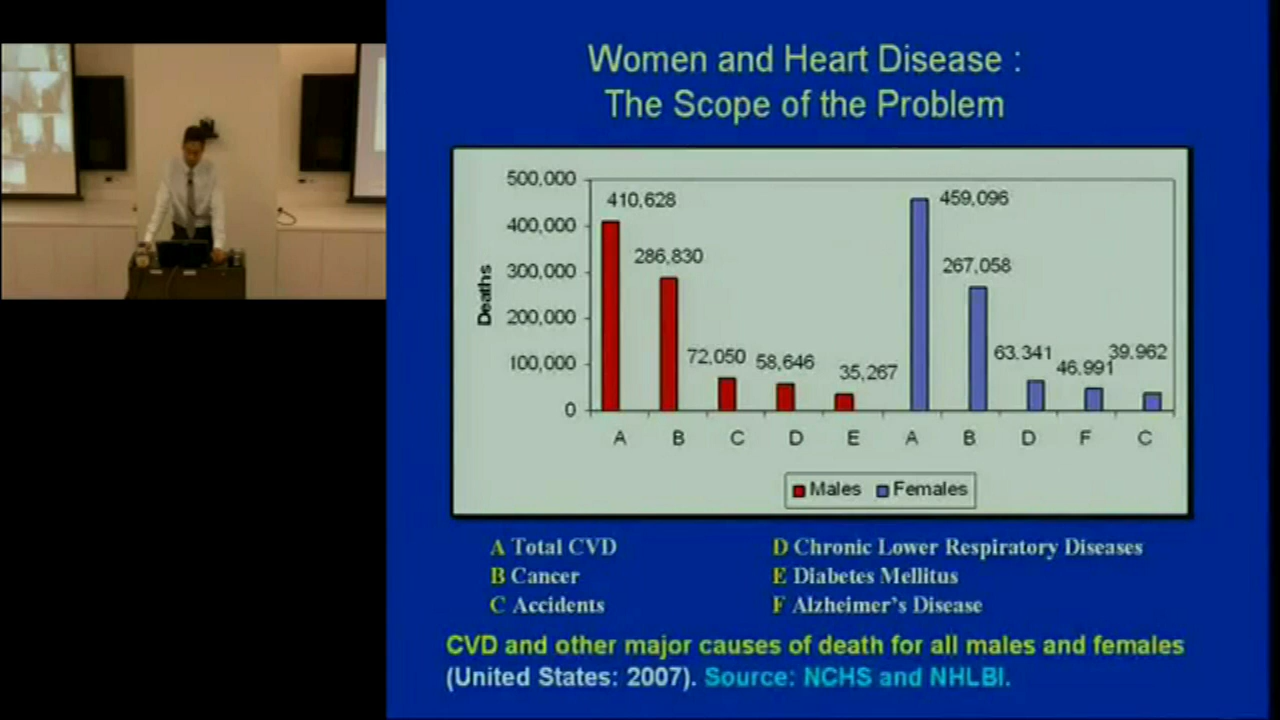 Women and Heart Disease :
The Scope of the Problem
500,000
400,000
300,000
200,000
100,000
0
Deaths
410,628
286,830
72,050
58,646
35,267
459,096
267,058
63.341
46.991
39.962
A B C D E A B D F C
Males Females
A Total CVD
B Cancer
C Accidents
D Chronic Lower Respiratory Diseases
E Diabetes Mellitus
F Alzheimer's Disease
CVD and other major causes of death for all males and females
(United States: 2007). Source: NCHS and NHLBI.